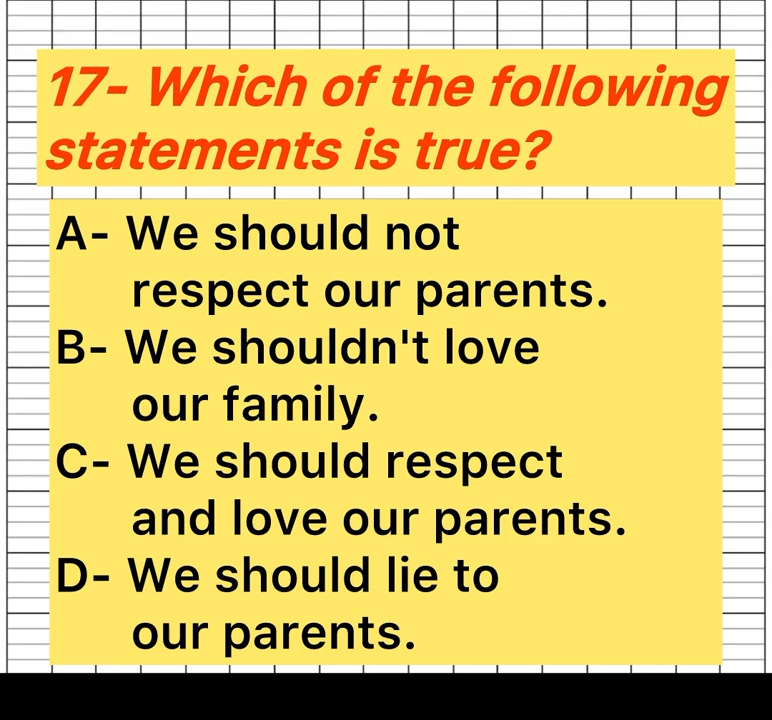 17- Which of the following
statements is true?
A- We should not
respect our parents.
B- We shouldn't love
our family.
C- We should respect
and love our parents.
D- We should lie to
our parents.